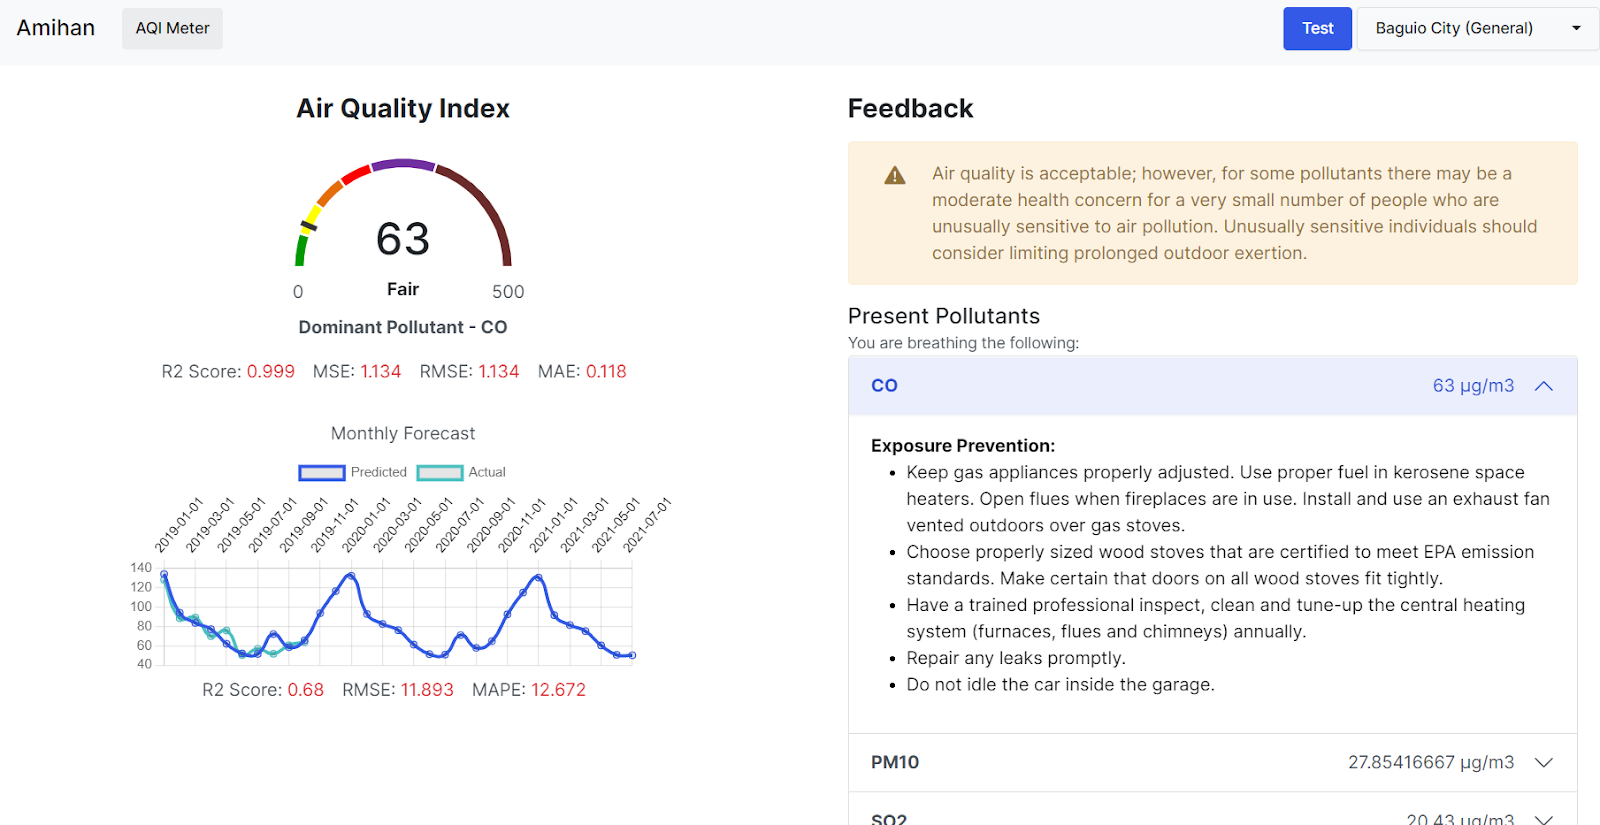 Amihan
AQI Meter
Test
Baguio City (General)
Air Quality Index
63
0
Fair
500
Dominant Pollutant - CO
R2 Score: 0.999 MSE: 1.134 RMSE: 1.134 MAE: 0.118
Monthly Forecast
Predicted Actual
2019-01-01
2019-03-01
2019-05-01
2019-07-01
2019-09-01
2019-11-01
2020-01-01
2020-03-01
2020-05-01
2020-07-01
2020-09-01
2020-11-01
2021-01-01
2021-03-01
2021-05-01
2021-07-01
140
120
100
80
60
40
R2 Score: 0.68 RMSE: 11.893 MAPE: 12.672
Feedback
Air quality is acceptable; however, for some pollutants there may be a
moderate health concern for a very small number of people who are
unusually sensitive to air pollution. Unusually sensitive individuals should
consider limiting prolonged outdoor exertion.
Present Pollutants
You are breathing the following:
CO 63 µg/m3
Exposure Prevention:
• Keep gas appliances properly adjusted. Use proper fuel in kerosene space
heaters. Open flues when fireplaces are in use. Install and use an exhaust fan
vented outdoors over gas stoves.
• Choose properly sized wood stoves that are certified to meet EPA emission
standards. Make certain that doors on all wood stoves fit tightly.
• Have a trained professional inspect, clean and tune-up the central heating
system (furnaces, flues and chimneys) annually.
• Repair any leaks promptly.
• Do not idle the car inside the garage.
PM10 27.85416667 µg/m3
SO2 20.43 µg/m3